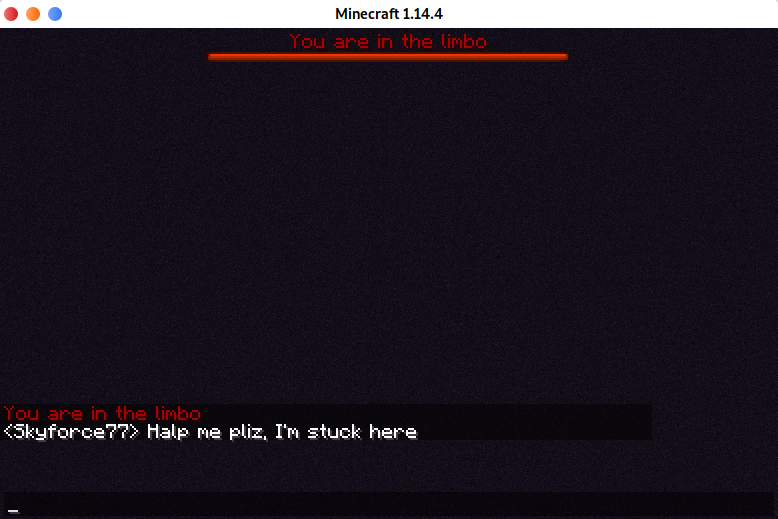 Minecraft 1.14.4
You are in the limbo
You are in the limbo
<Skyforce77> Halp me pliz, I'm stuck here
_